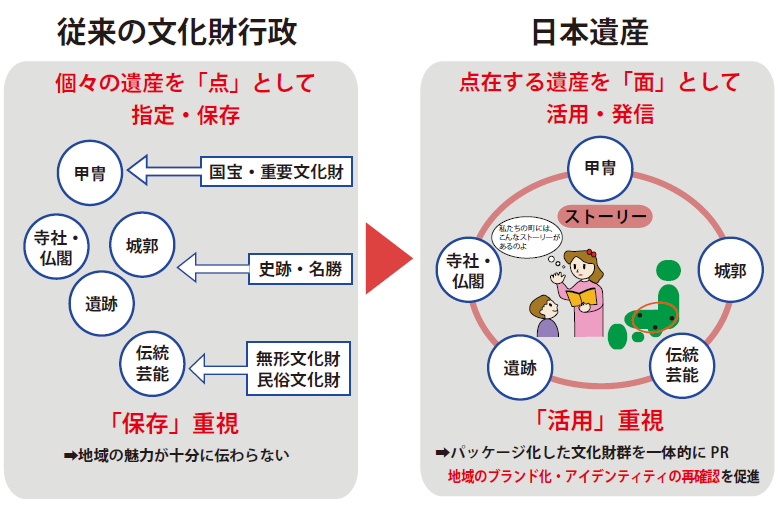 従来の文化財行政
個々の遺産を「点」として
指定・保存
甲冑
国宝・重要文化財
寺社・
仏閣
城郭
史跡・名勝
遺跡
伝統
芸能
無形文化財
民俗文化財
「保存」重視
➡地域の魅力が十分に伝わらない
日本遺産
点在する遺産を「面」として
活用・発信
甲冑
ストーリー
私たちの町には、
こんなストーリーが
あるのよ
寺社・
仏閣
城郭
遺跡
伝統
芸能
「活用」重視
➡パッケージ化した文化財群を一体的に PR
地域のブランド化・アイデンティティの再確認を促進